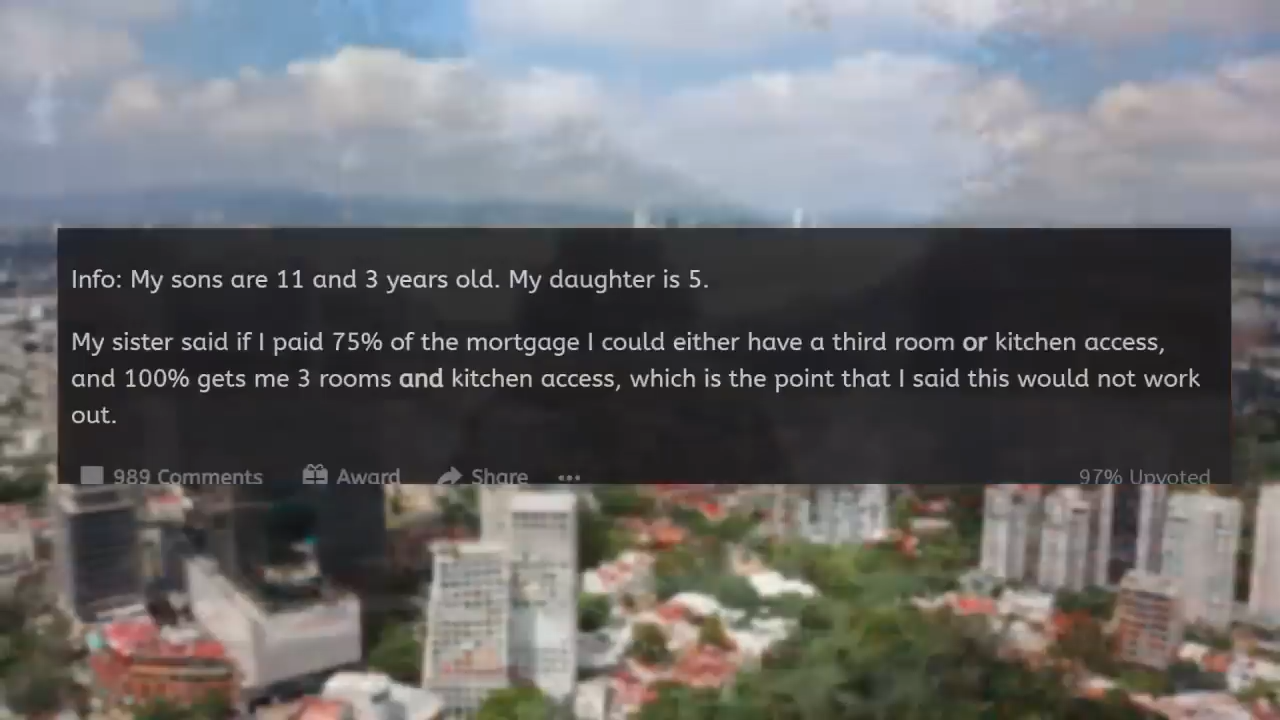 Info: My sons are 11 and 3 years old. My daughter is 5.
My sister said if I paid 75% of the mortgage I could either have a third room or kitchen access,
and 100% gets me 3 rooms and kitchen access, which is the point that I said this would not work
out.
989 Comments Award Share ... 97% Upvoted